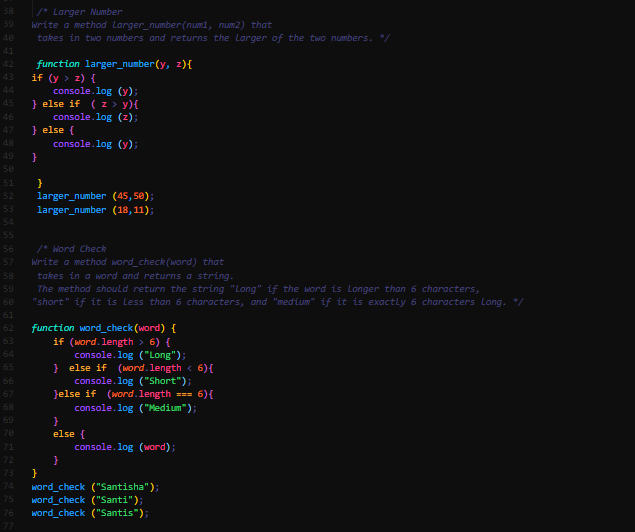 38 /* Larger Number
39 Write a method larger_number(num1, num2) that
40 takes in two numbers and returns the larger of the two numbers. */
41
42 function larger_number(y, z){
43 if (y > z) {
44 console.log (y);
45 } else if ( z > y){
46 console.log (z);
47 } else {
48 console.log (y);
49 }
50
51 }
52 larger_number (45,50);
53 larger_number (18,11);
54
55
56 /* Word Check
57 Write a method word_check(word) that
58 takes in a word and returns a string.
59 The method should return the string "long" if the word is longer than 6 characters,
60 "short" if it is less than 6 characters, and "medium" if it is exactly 6 characters long. */
61
62 function word_check(word) {
63 if (word.length > 6) {
64 console.log ("Long");
65 } else if (word.length < 6){
66 console.log ("Short");
67 }else if (word.length === 6){
68 console.log ("Medium");
69 }
70 else {
71 console.log (word);
72 }
73 }
74 word_check ("Santisha");
75 word_check ("Santi");
76 word_check ("Santis");
77